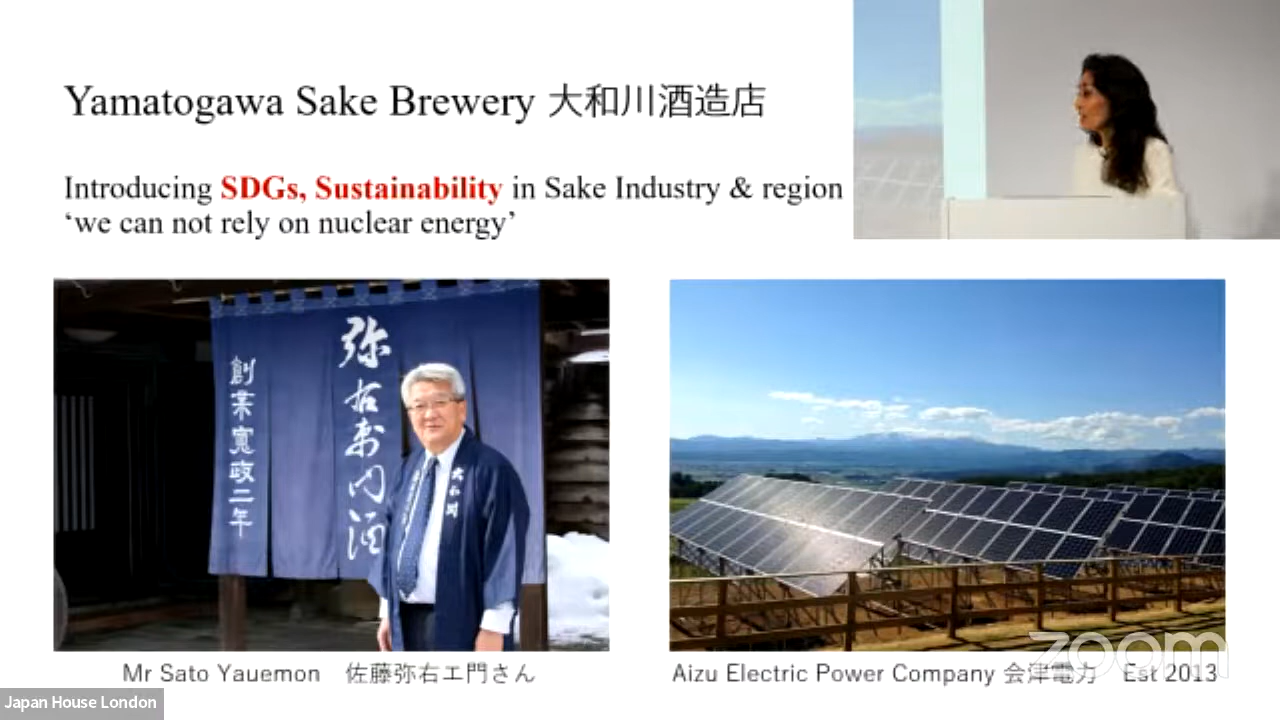 Yamatogawa Sake Brewery 大和川酒造店
Introducing SDGs, Sustainability in Sake Industry & region
‘we can not rely on nuclear energy’
弥右衛門酒
創業寛政二年
大和川
Mr Sato Yauemon 佐藤弥右エ門さん
Aizu Electric Power Company 会津電力 Est 2013
zoom
Japan House London